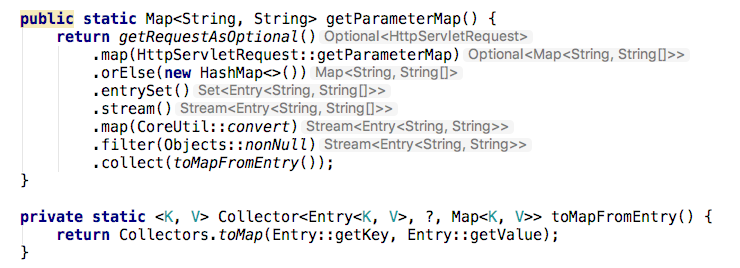 public static Map<String, String> getParameterMap() {
    return getRequestAsOptional() Optional<HttpServletRequest>
        .map(HttpServletRequest::getParameterMap) Optional<Map<String, String[]>>
        .orElse(new HashMap<>()) Map<String, String[]>
        .entrySet() Set<Entry<String, String[]>>
        .stream() Stream<Entry<String, String[]>>
        .map(CoreUtil::convert) Stream<Entry<String, String>>
        .filter(Objects::nonNull) Stream<Entry<String, String>>
        .collect(toMapFromEntry());
}
private static <K, V> Collector<Entry<K, V>, ?, Map<K, V>> toMapFromEntry() {
    return Collectors.toMap(Entry::getKey, Entry::getValue);
}